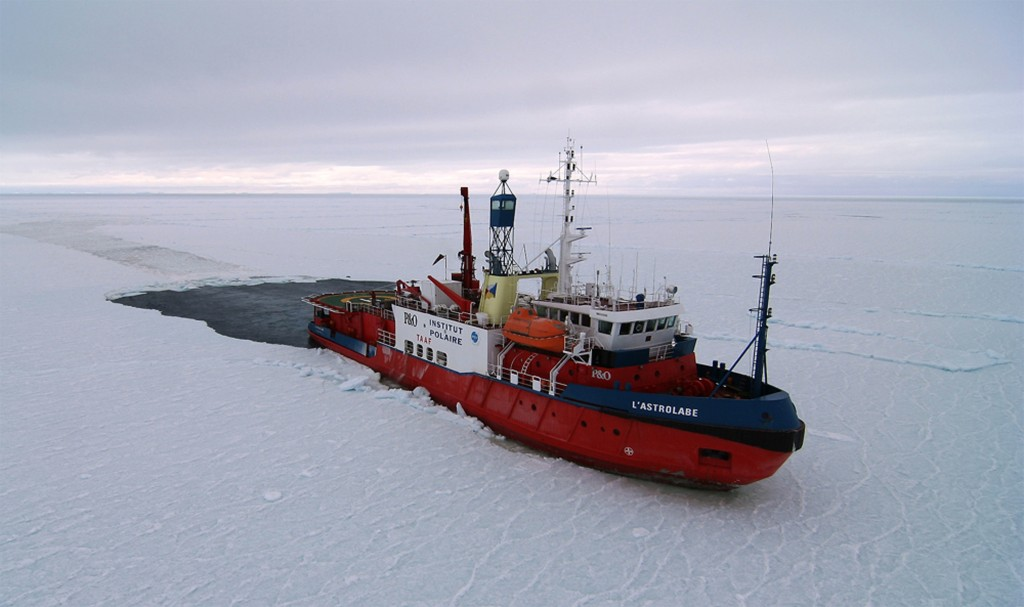 P&O
INSTITUT
POLAIRE
TAAF
P&O
L'ASTROLABE